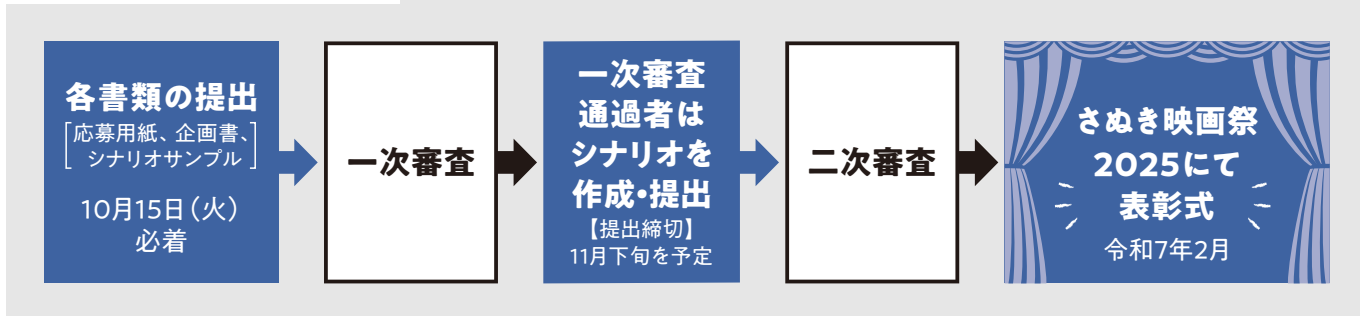 各書類の提出
[応募用紙、企画書、
シナリオサンプル]
10月15日(火)
必着
一次審査
一次審査
通過者は
シナリオを
作成・提出
【提出締切】
11月下旬を予定
二次審査
さぬき映画祭
2025にて
表彰式
令和7年2月